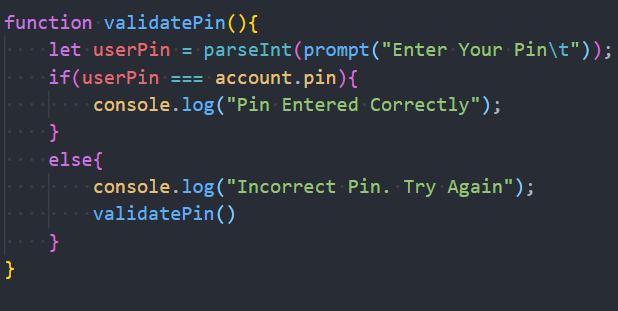 function validatePin(){
    let userPin = parseInt(prompt("Enter Your Pin\t"));
    if(userPin === account.pin){
        console.log("Pin Entered Correctly");
    }
    else{
        console.log("Incorrect Pin. Try Again");
        validatePin()
    }
}